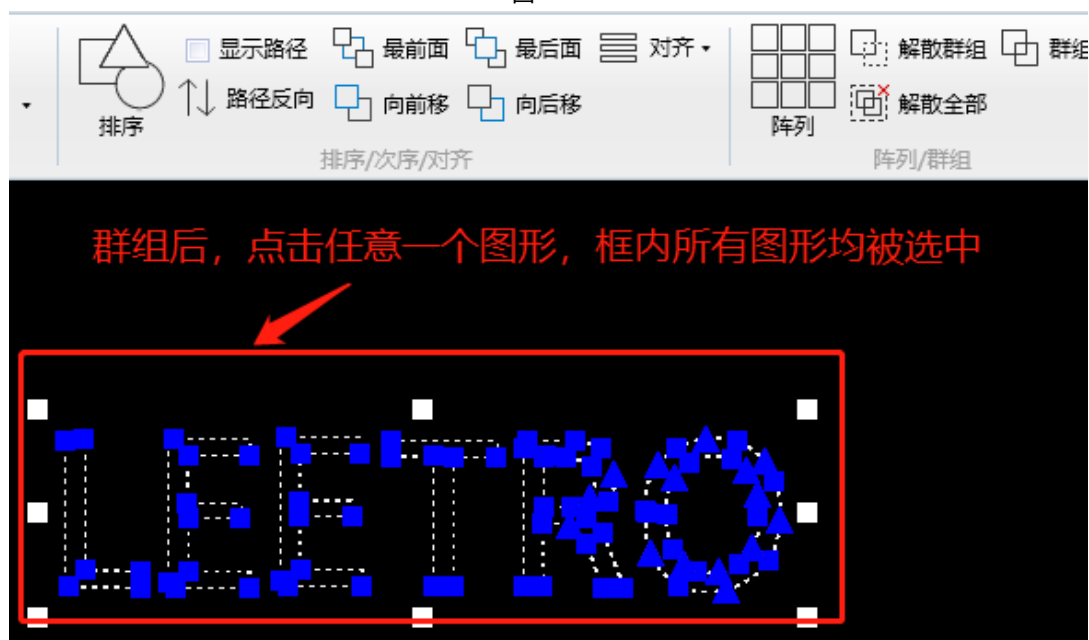 显示路径 最前面 最后面 对齐 解散群组 群组
路径反向 向前移 向后移 解散全部
排序 阵列
排序/次序/对齐 阵列/群组
群组后，点击任意一个图形，框内所有图形均被选中
LEETRO